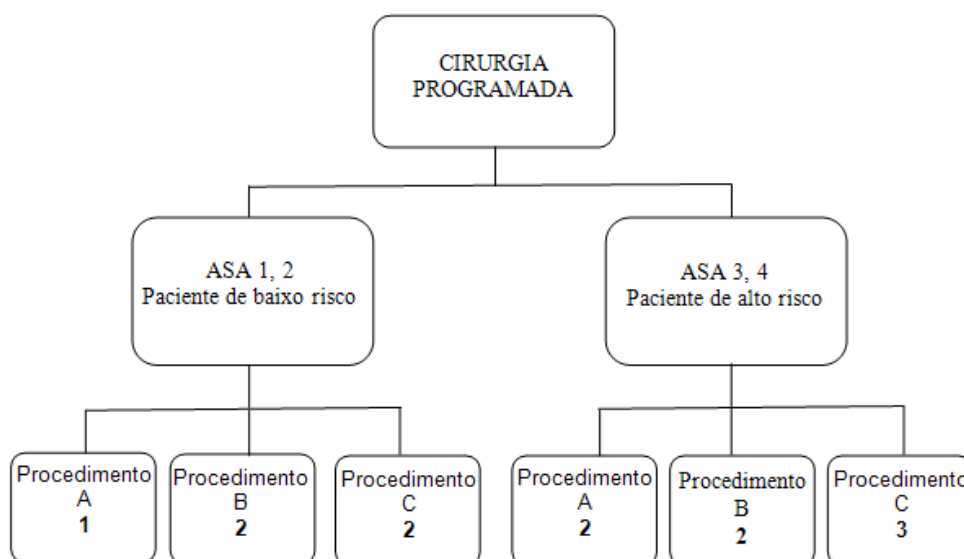 CIRURGIA
PROGRAMADA
ASA 1, 2
Paciente de baixo risco
ASA 3, 4
Paciente de alto risco
Procedimento
A
1
Procedimento
B
2
Procedimento
C
2
Procedimento
A
2
Procedimento
B
2
Procedimento
C
3